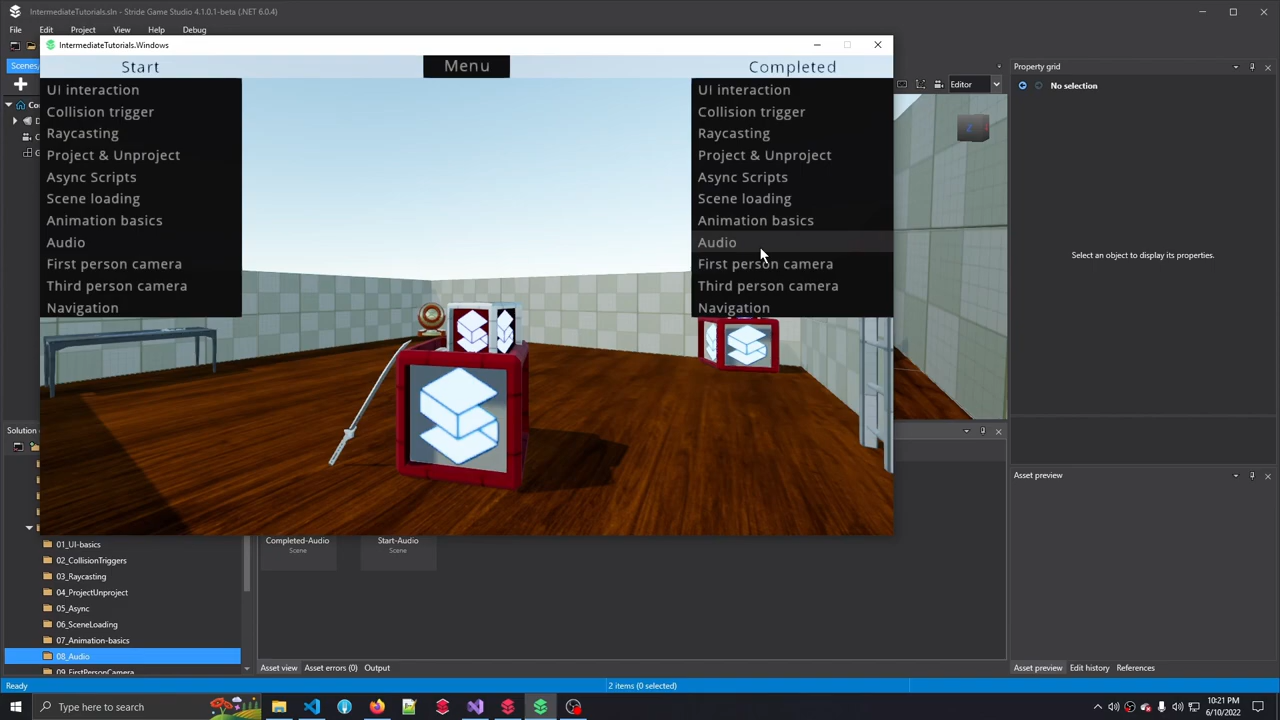 IntermediateTutorials.sln - Stride Game Studio 4.1.0.1-beta (.NET 6.0.4)
File Edit Project View Help Debug
IntermediateTutorials.Windows
Scenes,
Start Menu Completed
Property grid
Editor
No selection
UI interaction UI interaction
Collision trigger Collision trigger
Raycasting Raycasting
Project & Unproject Project & Unproject
Async Scripts Async Scripts
Scene loading Scene loading
Animation basics Animation basics
Audio Audio
First person camera First person camera
Third person camera Third person camera
Navigation Navigation
Select an object to display its properties.
Z
Solution
Asset preview
01_UI-basics
02_CollisionTriggers
03_Raycasting
04_ProjectUnproject
05_Async
06_SceneLoading
07_Animation-basics
08_Audio
09_FirstPersonCamera
Completed-Audio
Scene
Start-Audio
Scene
Asset view Asset errors (0) Output
Asset preview Edit history References
Ready 2 items (0 selected)
Type here to search
10:21 PM
6/10/2022